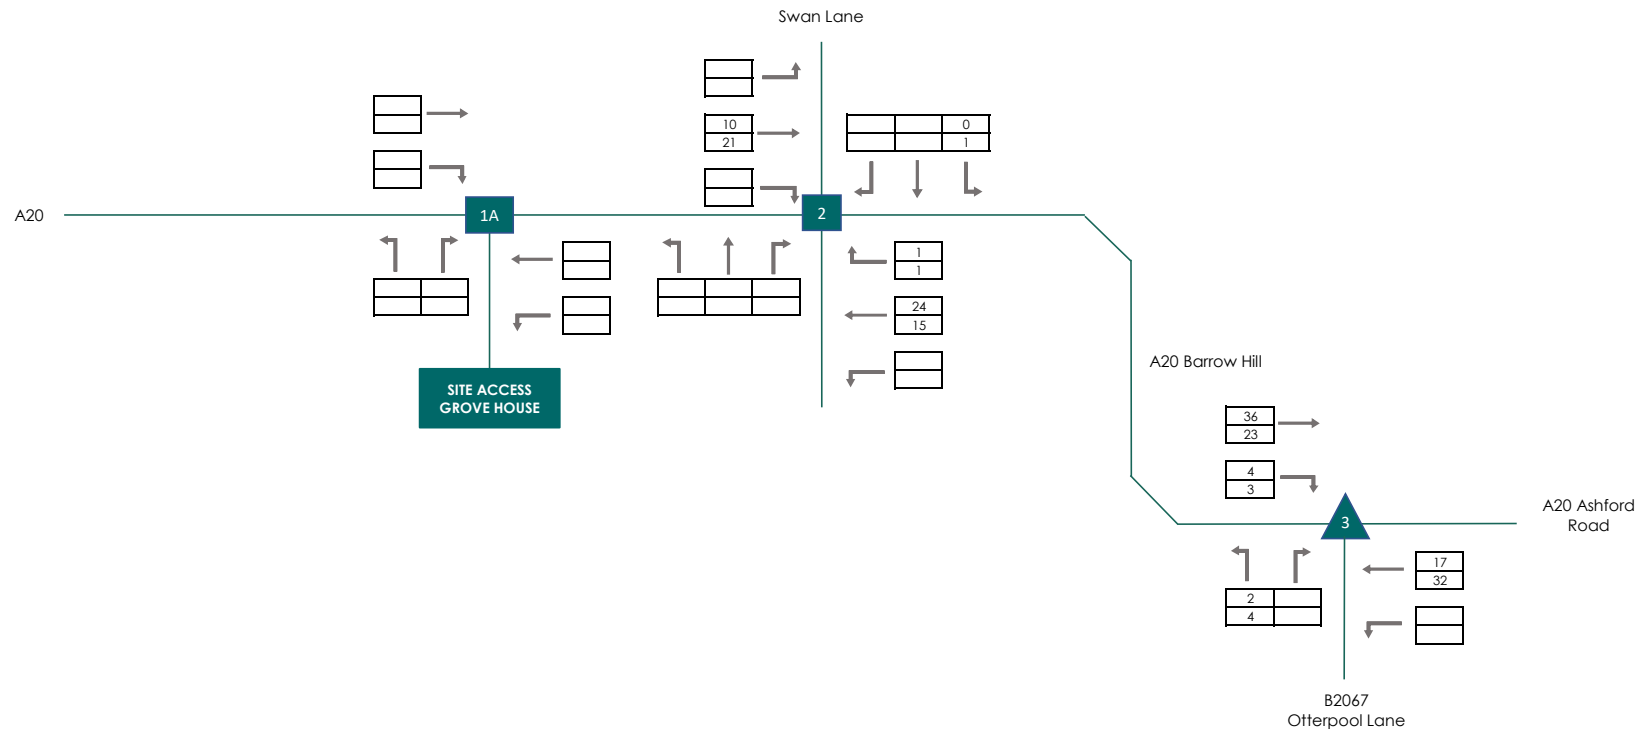 Swan Lane
10
21
0
1
A20
1A
2
1
1
24
15
SITE ACCESS
GROVE HOUSE
A20 Barrow Hill
36
23
4
3
3
A20 Ashford
Road
17
32
2
4
B2067
Otterpool Lane